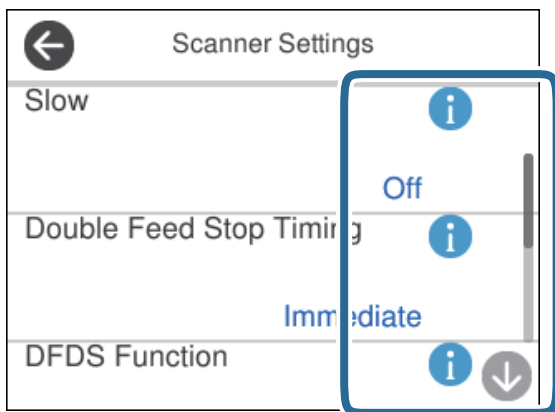 Scanner Settings
Slow
i
Off
Double Feed Stop Timing
i
Immediate
DFDS Function
i